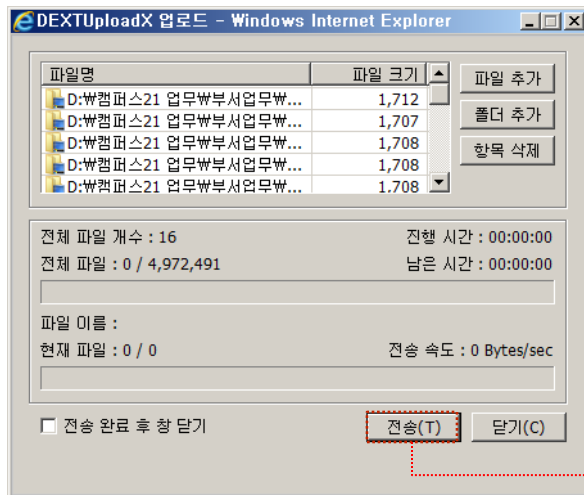 DEXTUploadX 업로드 - Windows Internet Explorer
파일명 파일 크기
D:₩캠퍼스21 업무₩부서업무₩... 1,712
D:₩캠퍼스21 업무₩부서업무₩... 1,707
D:₩캠퍼스21 업무₩부서업무₩... 1,708
D:₩캠퍼스21 업무₩부서업무₩... 1,708
D:₩캠퍼스21 업무₩부서업무₩... 1,708
파일 추가
폴더 추가
항목 삭제
전체 파일 개수 : 16 진행 시간 : 00:00:00
전체 파일 : 0 / 4,972,491 남은 시간 : 00:00:00
파일 이름 :
현재 파일 : 0 / 0 전송 속도 : 0 Bytes/sec
전송 완료 후 창 닫기 전송(T) 닫기(C)